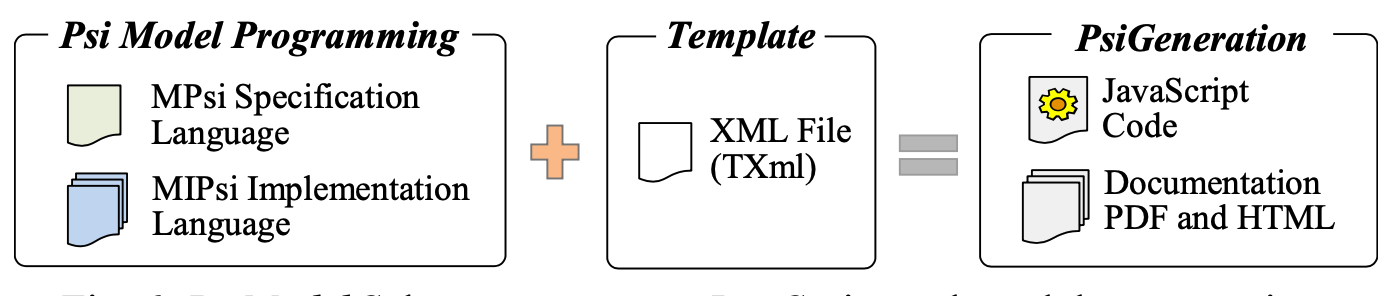 Psi Model Programming
MPsi Specification
Language
MIPsi Implementation
Language
Template
XML File
(TXml)
PsiGeneration
JavaScript
Code
Documentation
PDF and HTML